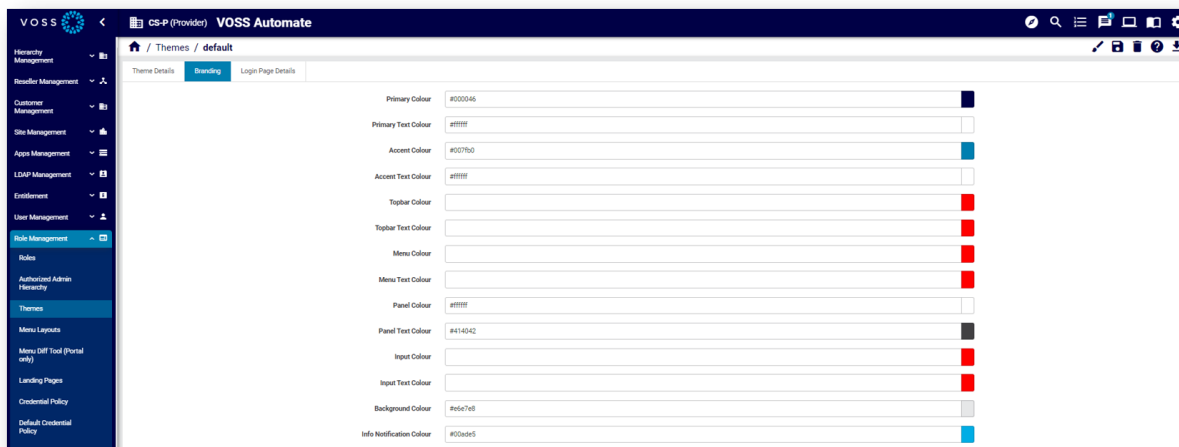 VOSS
CS-P (Provider) VOSS Automate
1
/ Themes / default
Theme Details Branding Login Page Details
Hierarchy
Management
Reseller Management
Customer
Management
Site Management
Apps Management
LDAP Management
Entitlement
User Management
Role Management
Roles
Authorized Admin
Hierarchy
Themes
Menu Layouts
Menu Diff Tool (Portal
only)
Landing Pages
Credential Policy
Default Credential
Policy
Primary Colour #000046
Primary Text Colour #ffffff
Accent Colour #007fb0
Accent Text Colour #ffffff
Topbar Colour
Topbar Text Colour
Menu Colour
Menu Text Colour
Panel Colour #ffffff
Panel Text Colour #414042
Input Colour
Input Text Colour
Background Colour #e6e7e8
Info Notification Colour #00ade5